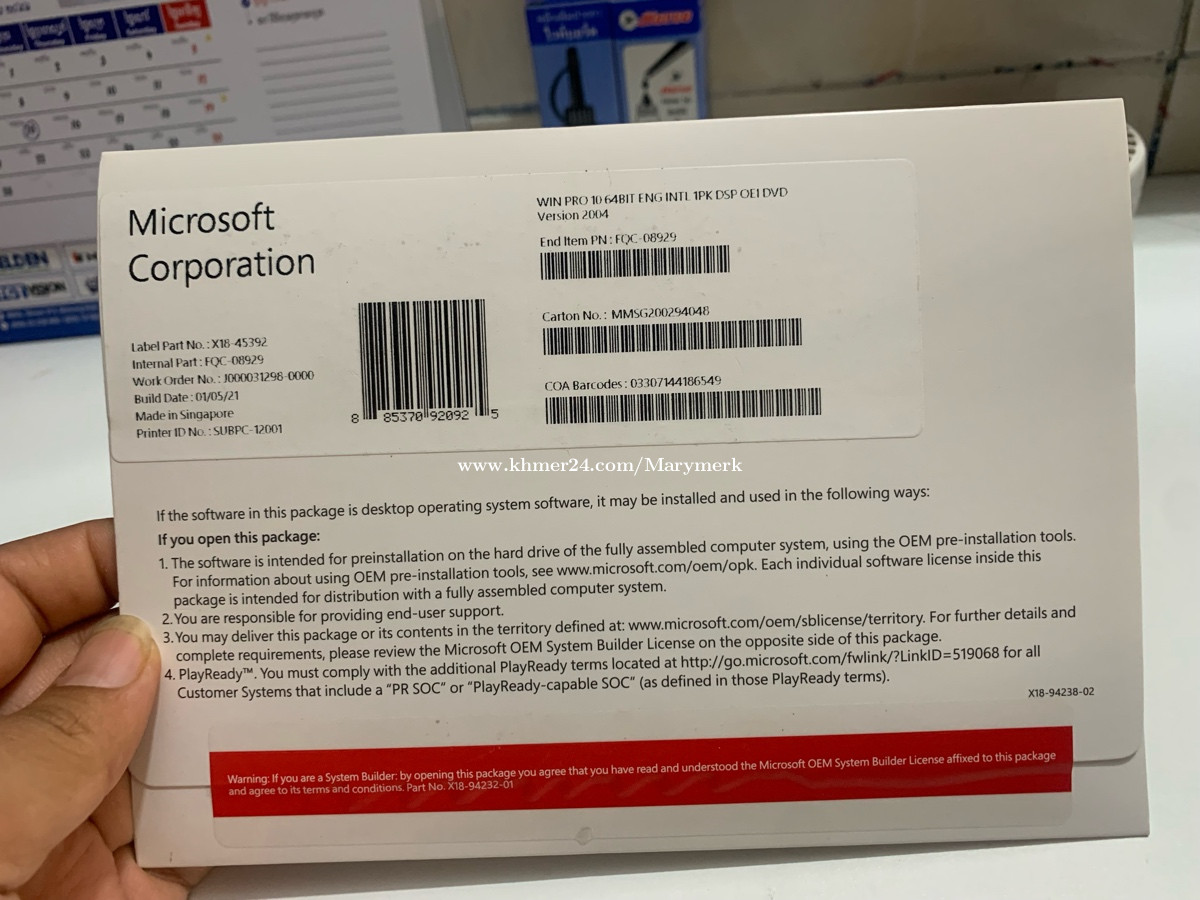 Microsoft
Corporation
Label Part No. : X18-45392
Internal Part : FQC-08929
Work Order No. : J000031298-0000
Build Date : 01/05/21
Made in Singapore
Printer ID No. : SUBPC-12001
8 85370 92092 5
WIN PRO 10 64BIT ENG INTL 1PK DSP OEI DVD
Version 2004
End Item PN : FQC-08929
Carton No. : MMSG200294048
COA Barcodes : 03307144186549
www.khmer24.com/Marymerk
If the software in this package is desktop operating system software, it may be installed and used in the following ways:
If you open this package:
1. The software is intended for preinstallation on the hard drive of the fully assembled computer system, using the OEM pre-installation tools.
For information about using OEM pre-installation tools, see www.microsoft.com/oem/opk. Each individual software license inside this
package is intended for distribution with a fully assembled computer system.
2. You are responsible for providing end-user support.
3. You may deliver this package or its contents in the territory defined at: www.microsoft.com/oem/sblicense/territory. For further details and
complete requirements, please review the Microsoft OEM System Builder License on the opposite side of this package.
4. PlayReady™. You must comply with the additional PlayReady terms located at http://go.microsoft.com/fwlink/?LinkID=519068 for all
Customer Systems that include a "PR SOC" or "PlayReady-capable SOC" (as defined in those PlayReady terms).
X18-94238-02
Warning: If you are a System Builder: by opening this package you agree that you have read and understood the Microsoft OEM System Builder License affixed to this package
and agree to its terms and conditions. Part No. X18-94232-01